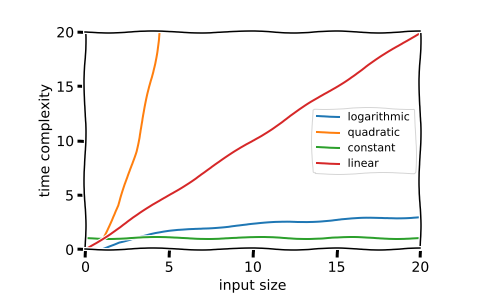 20
15
10
5
0
time complexity
logarithmic
quadratic
constant
linear
0 5 10 15 20
input size